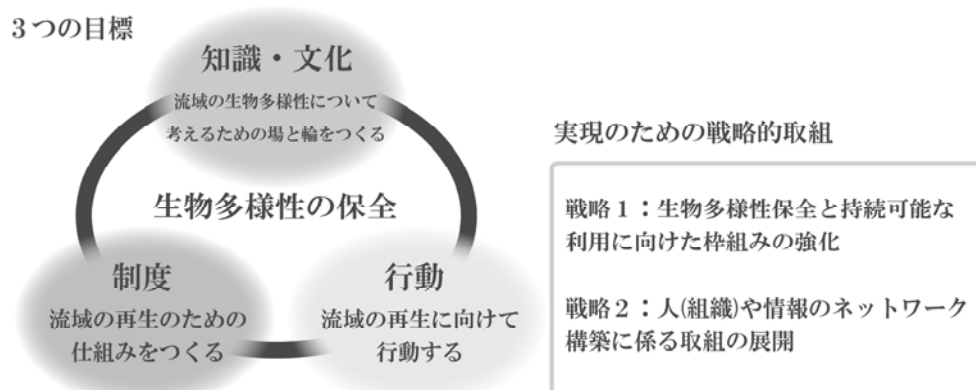 ３つの目標
知識・文化
流域の生物多様性について
考えるための場と輪をつくる
生物多様性の保全
制度
流域の再生のための
仕組みをつくる
行動
流域の再生に向けて
行動する
実現のための戦略的取組
戦略１：生物多様性保全と持続可能な
利用に向けた枠組みの強化
戦略２：人(組織)や情報のネットワーク
構築に係る取組の展開